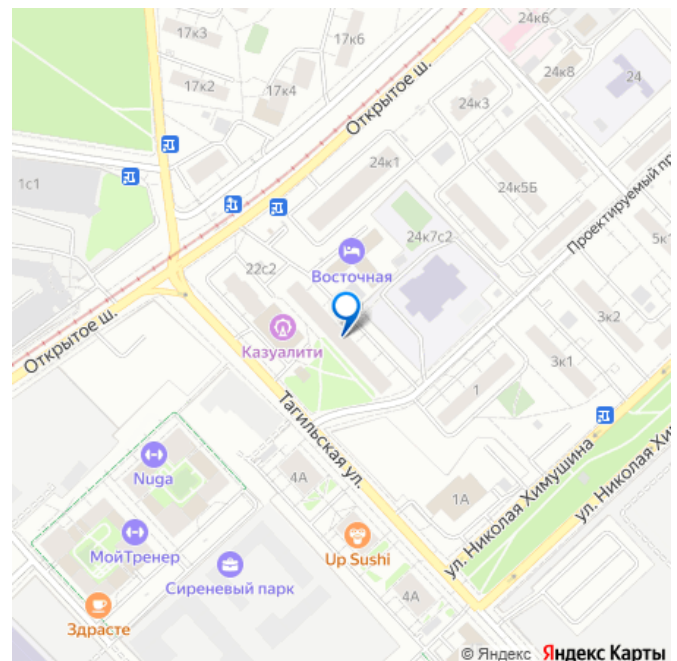 24к6
17к3
17к6
24к8
24
17к2
17к4
Открытое ш.
24к3
24к1
1с1
24к5Б
Проектируемый пр
24к7с2
5к1
22с2
Восточная
3к2
Казуалити
Открытое ш.
3к1
1
Тагильская ул.
Nuga
4А
1А
ул. Николая Химушина
ул. Николая Хи
МойТренер
Up Sushi
Сиреневый парк
4А
Здрасте
© Яндекс Яндекс Карты